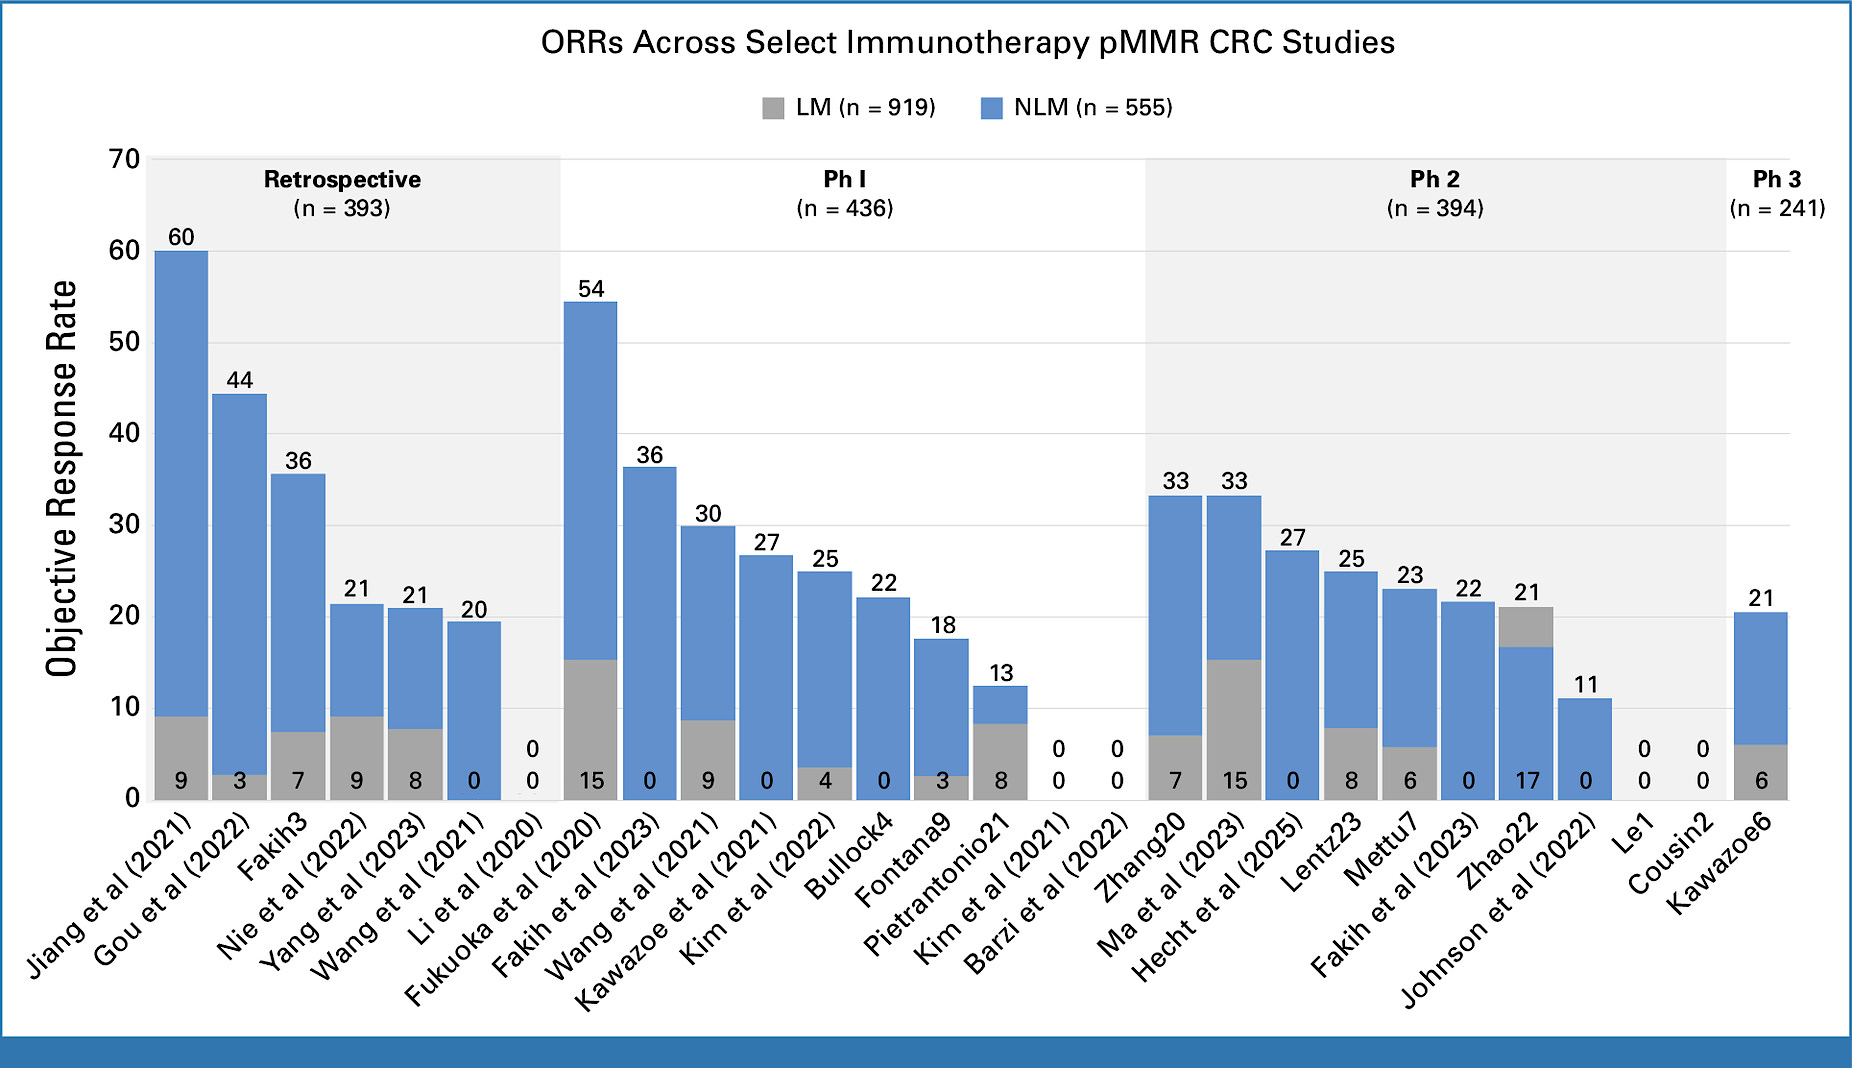 ORRs Across Select Immunotherapy pMMR CRC Studies
LM (n = 919) NLM (n = 555)
Objective Response Rate
70
60
50
40
30
20
10
0
Retrospective
(n = 393)
Ph I
(n = 436)
Ph 2
(n = 394)
Ph 3
(n = 241)
60 44 36 21 21 20 0 54 36 30 27 25 22 18 13 0 0 33 33 27 25 23 22 21 11 0 0 21
9 3 7 9 8 0 0 15 0 9 0 4 0 3 8 0 0 7 15 0 8 6 0 17 0 0 0 6
Jiang et al (2021)
Gou et al (2022)
Fakih3
Nie et al (2022)
Yang et al (2023)
Wang et al (2021)
Li et al (2020)
Fukuoka et al (2020)
Fakih et al (2023)
Wang et al (2021)
Kawazoe et al (2021)
Kim et al (2022)
Bullock4
Fontana9
Pietrantonio21
Kim et al (2021)
Barzi et al (2022)
Zhang20
Ma et al (2023)
Hecht et al (2025)
Lentz23
Mettu7
Fakih et al (2023)
Zhao22
Johnson et al (2022)
Le1
Cousin2
Kawazoe6